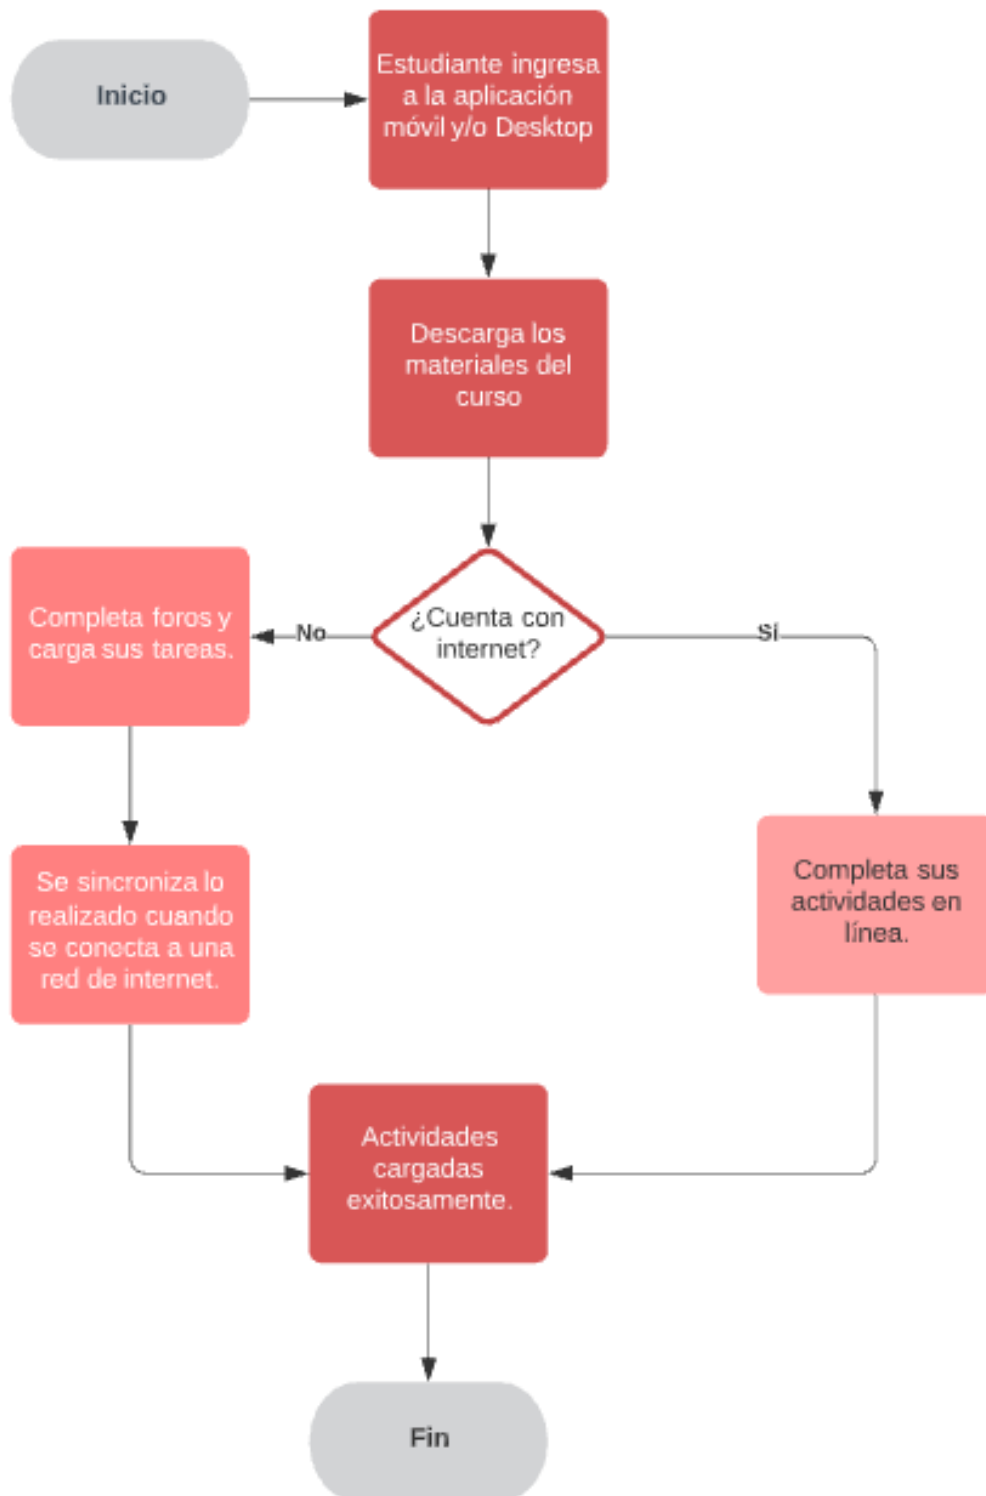 Inicio
Estudiante ingresa
a la aplicación
móvil y/o Desktop
Descarga los
materiales del
curso
¿Cuenta con
internet?
No
Sí
Completa foros y
carga sus tareas.
Se sincroniza lo
realizado cuando
se conecta a una
red de internet.
Completa sus
actividades en
línea.
Actividades
cargadas
exitosamente.
Fin